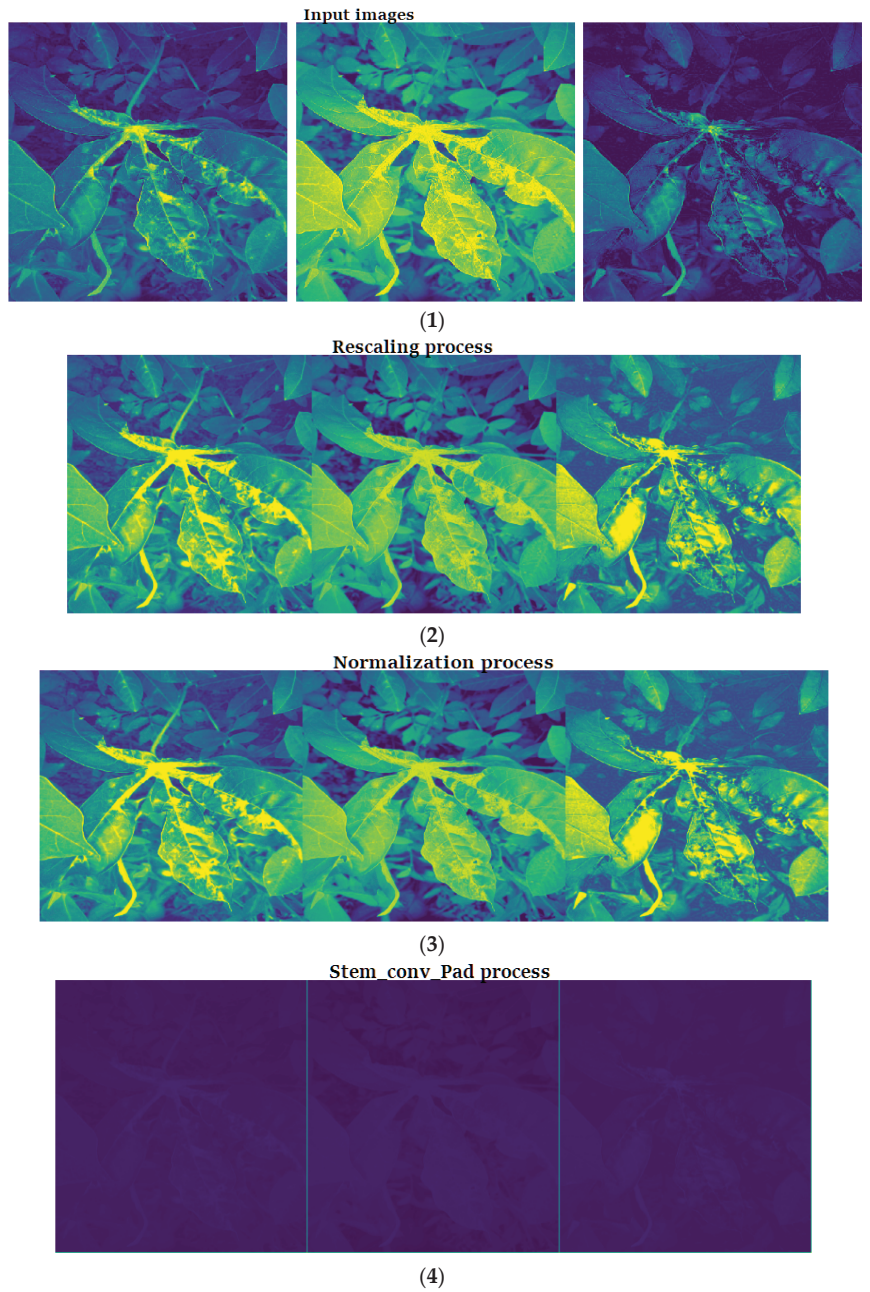 Input images
(1)
Rescaling process
(2)
Normalization process
(3)
Stem_conv_Pad process
(4)